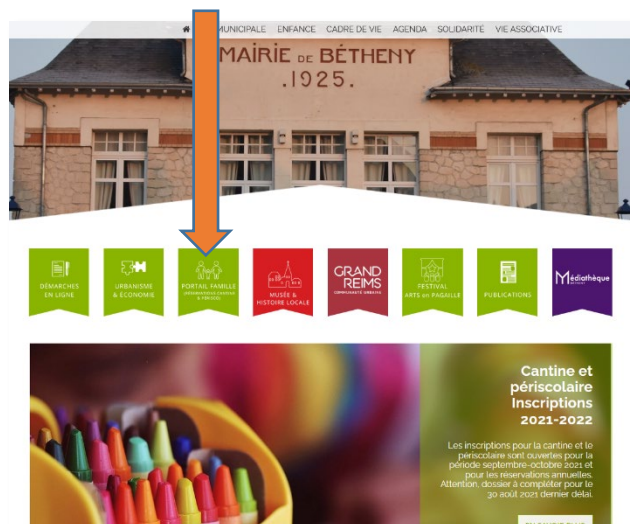 MUNICIPALE ENFANCE CADRE DE VIE AGENDA SOLIDARITÉ VIE ASSOCIATIVE
MAIRIE DE BÉTHENY
.1925.
DÉMARCHES
EN LIGNE
URBANISME
& ÉCONOMIE
PORTAIL FAMILLE
MUSÉE &
HISTOIRE LOCALE
GRAND
REIMS
COMMUNAUTÉ URBAINE
FESTIVAL
ARTS en PAGAILLE
PUBLICATIONS
Médiathèque
Cantine et
périscolaire
Inscriptions
2021-2022
Les inscriptions pour la cantine et le
périscolaire sont ouvertes pour la
période septembre-octobre 2021 et
pour les réservations annuelles.
Attention, dossier à compléter pour le
30 août 2021 dernier délai.